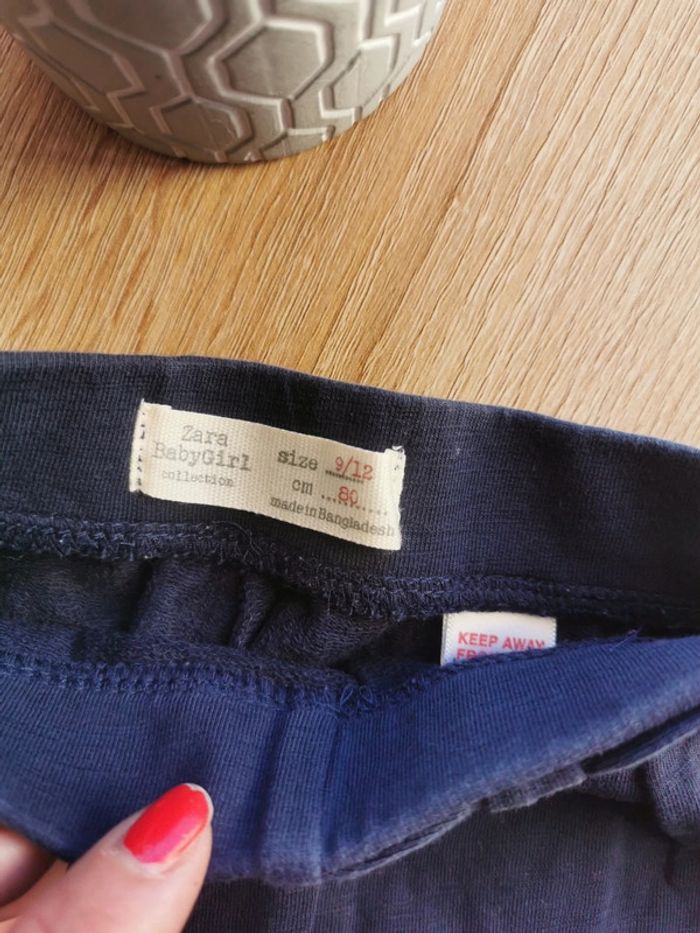 Zara
BabyGirl
collection
size 9/12
cm 80
made in Bangladesh
KEEP AWAY